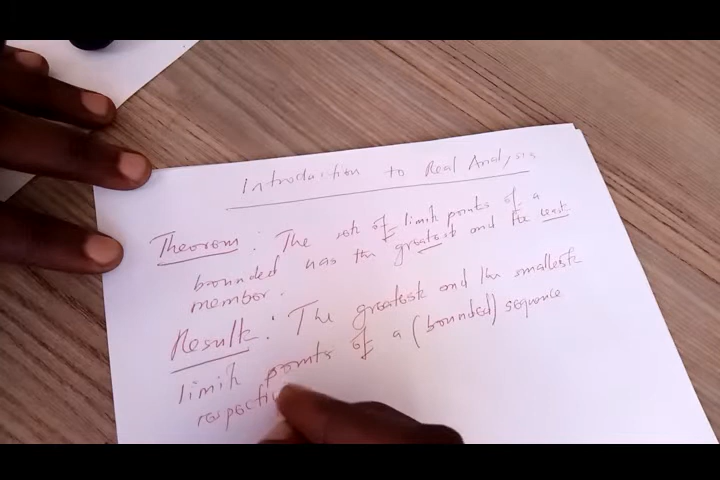 Introduction to Real Analysis
Theorem : The set of limit points of a
bounded has the greatest and the least
member.
Result : The greatest and the smallest
limit points of a (bounded) sequence